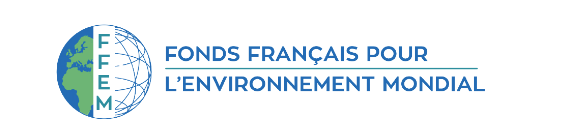 FFEM
FONDS FRANÇAIS POUR
L'ENVIRONNEMENT MONDIAL